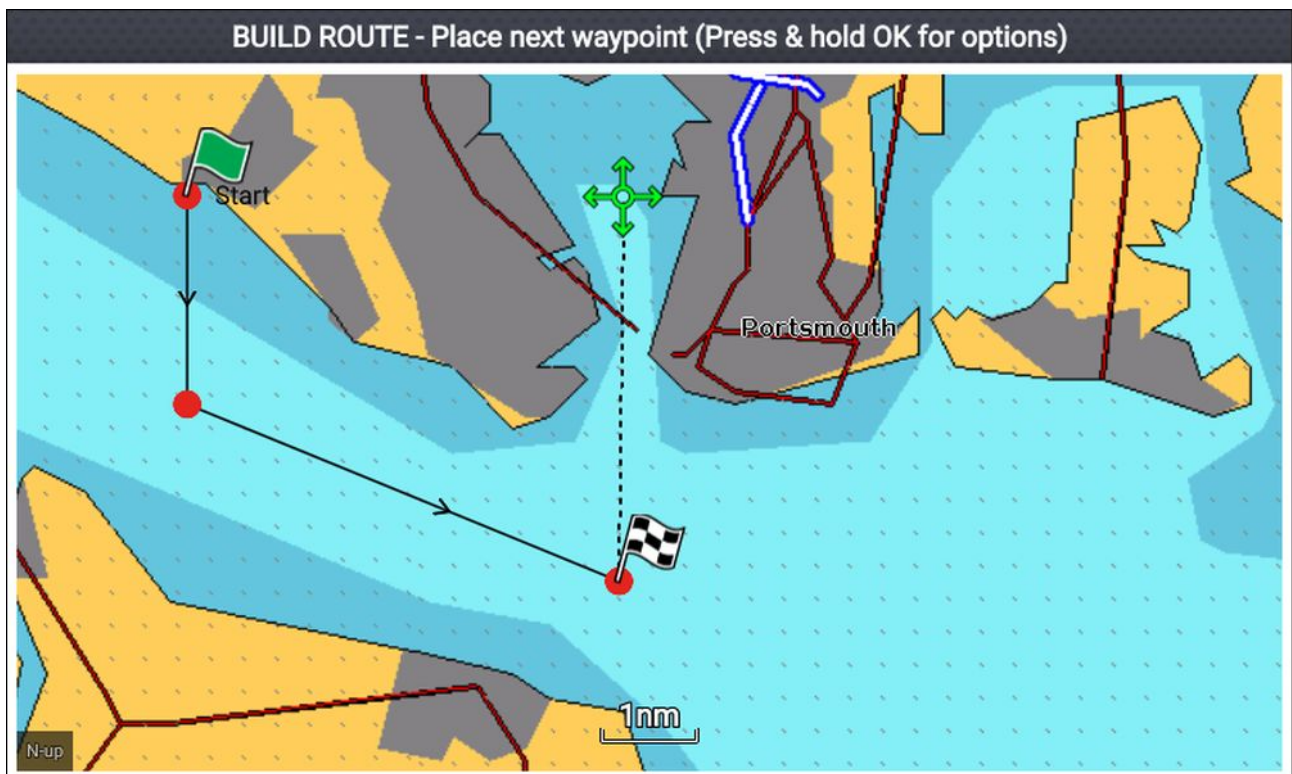 BUILD ROUTE - Place next waypoint (Press & hold OK for options)
Start
Portsmouth
1nm
N-up